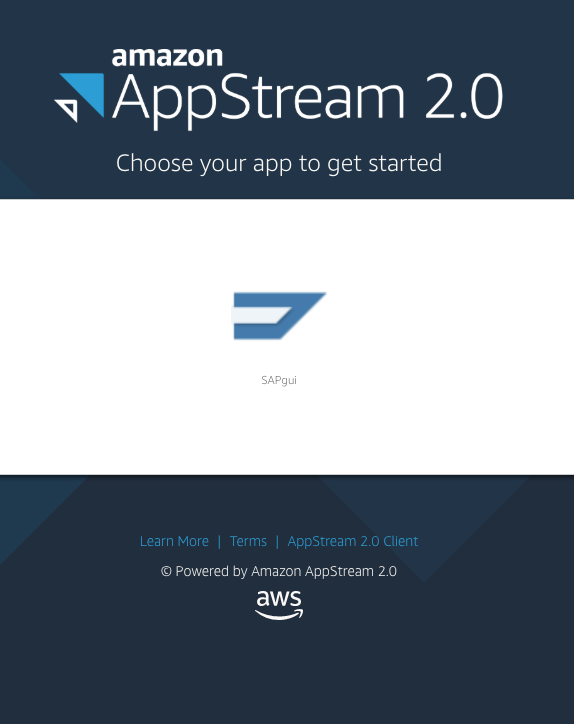 amazon
AppStream 2.0
Choose your app to get started
SAPgui
Learn More | Terms | AppStream 2.0 Client
© Powered by Amazon AppStream 2.0
aws